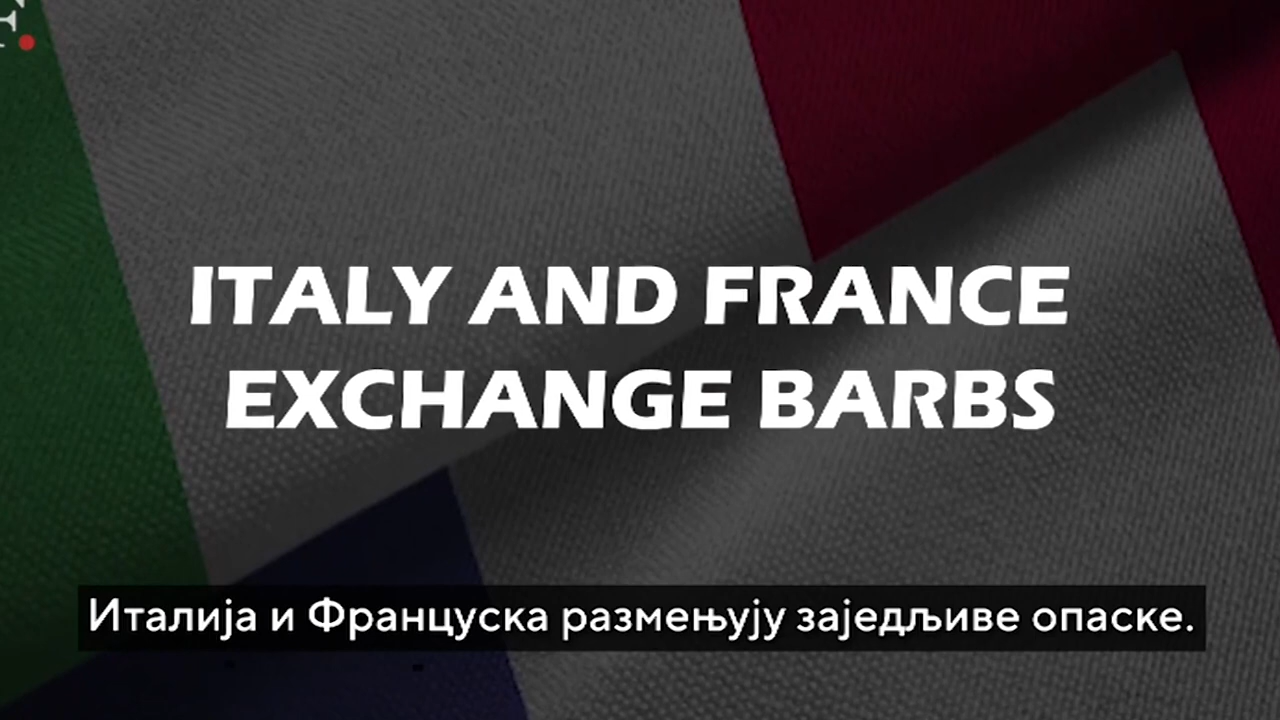 ITALY AND FRANCE
EXCHANGE BARBS
Италија и Француска размењују заједљиве опаске.